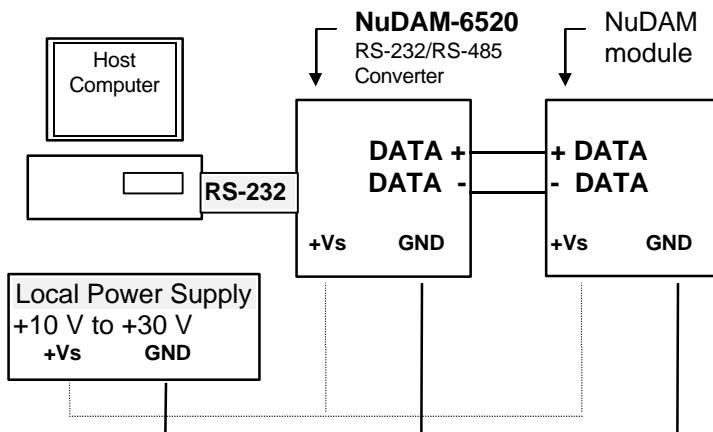 NuDAM-6520
RS-232/RS-485
Converter
NuDAM
module
Host
Computer
DATA +
DATA -
+ DATA
- DATA
RS-232
+Vs GND
+Vs GND
Local Power Supply
+10 V to +30 V
+Vs GND